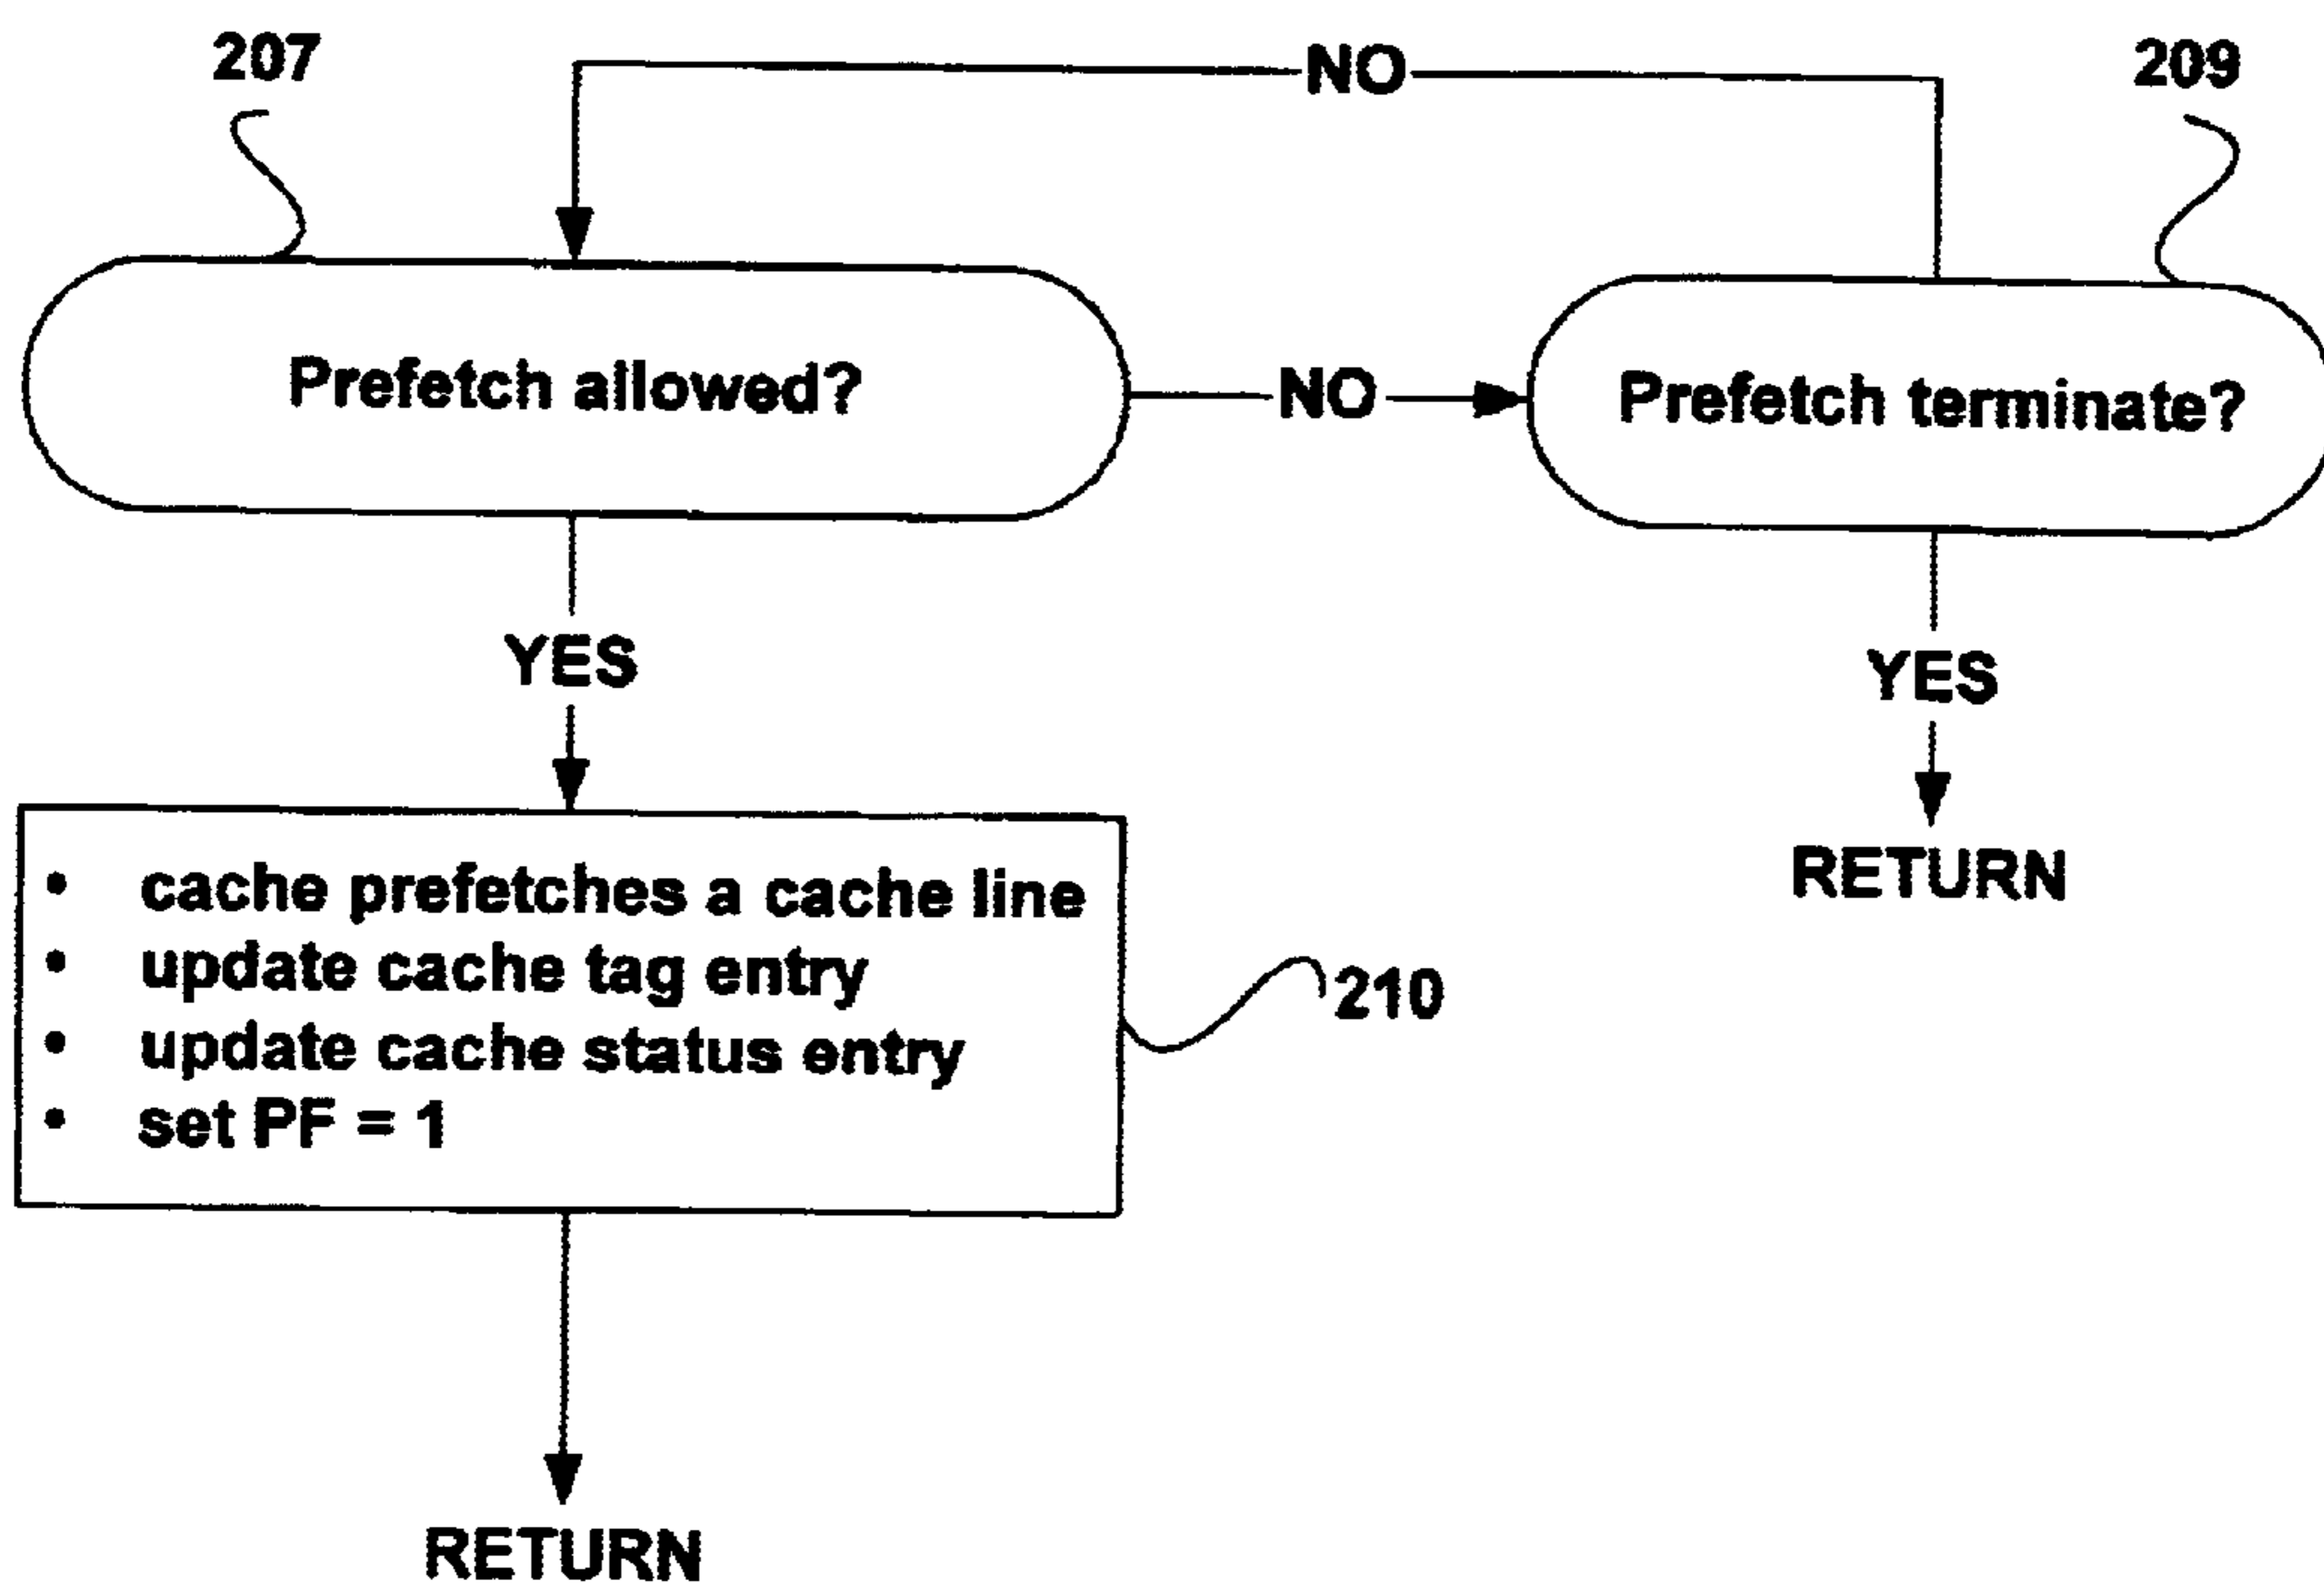 207
NO
209
Prefetch allowed?
NO
Prefetch terminate?
YES
YES
RETURN
• cache prefetches a cache line
• update cache tag entry
• update cache status entry
• set PF = 1
210
RETURN